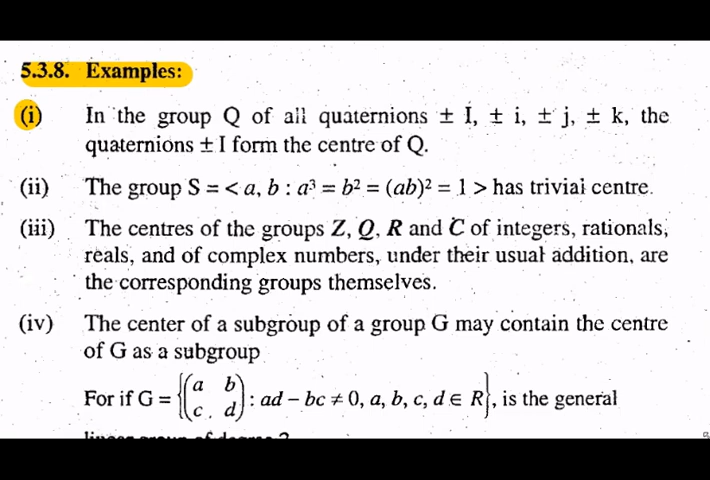 5.3.8. Examples:
(i) In the group Q of all quaternions ± I, ± i, ± j, ± k, the
quaternions ± I form the centre of Q.
(ii) The group S = < a, b : a³ = b² = (ab)² = 1 > has trivial centre.
(iii) The centres of the groups Z, Q, R and C of integers, rationals,
reals, and of complex numbers, under their usual addition, are
the corresponding groups themselves.
(iv) The center of a subgroup of a group G may contain the centre
of G as a subgroup
For if G = {(a b
c, d) : ad – bc ≠ 0, a, b, c, d ∈ R}, is the general